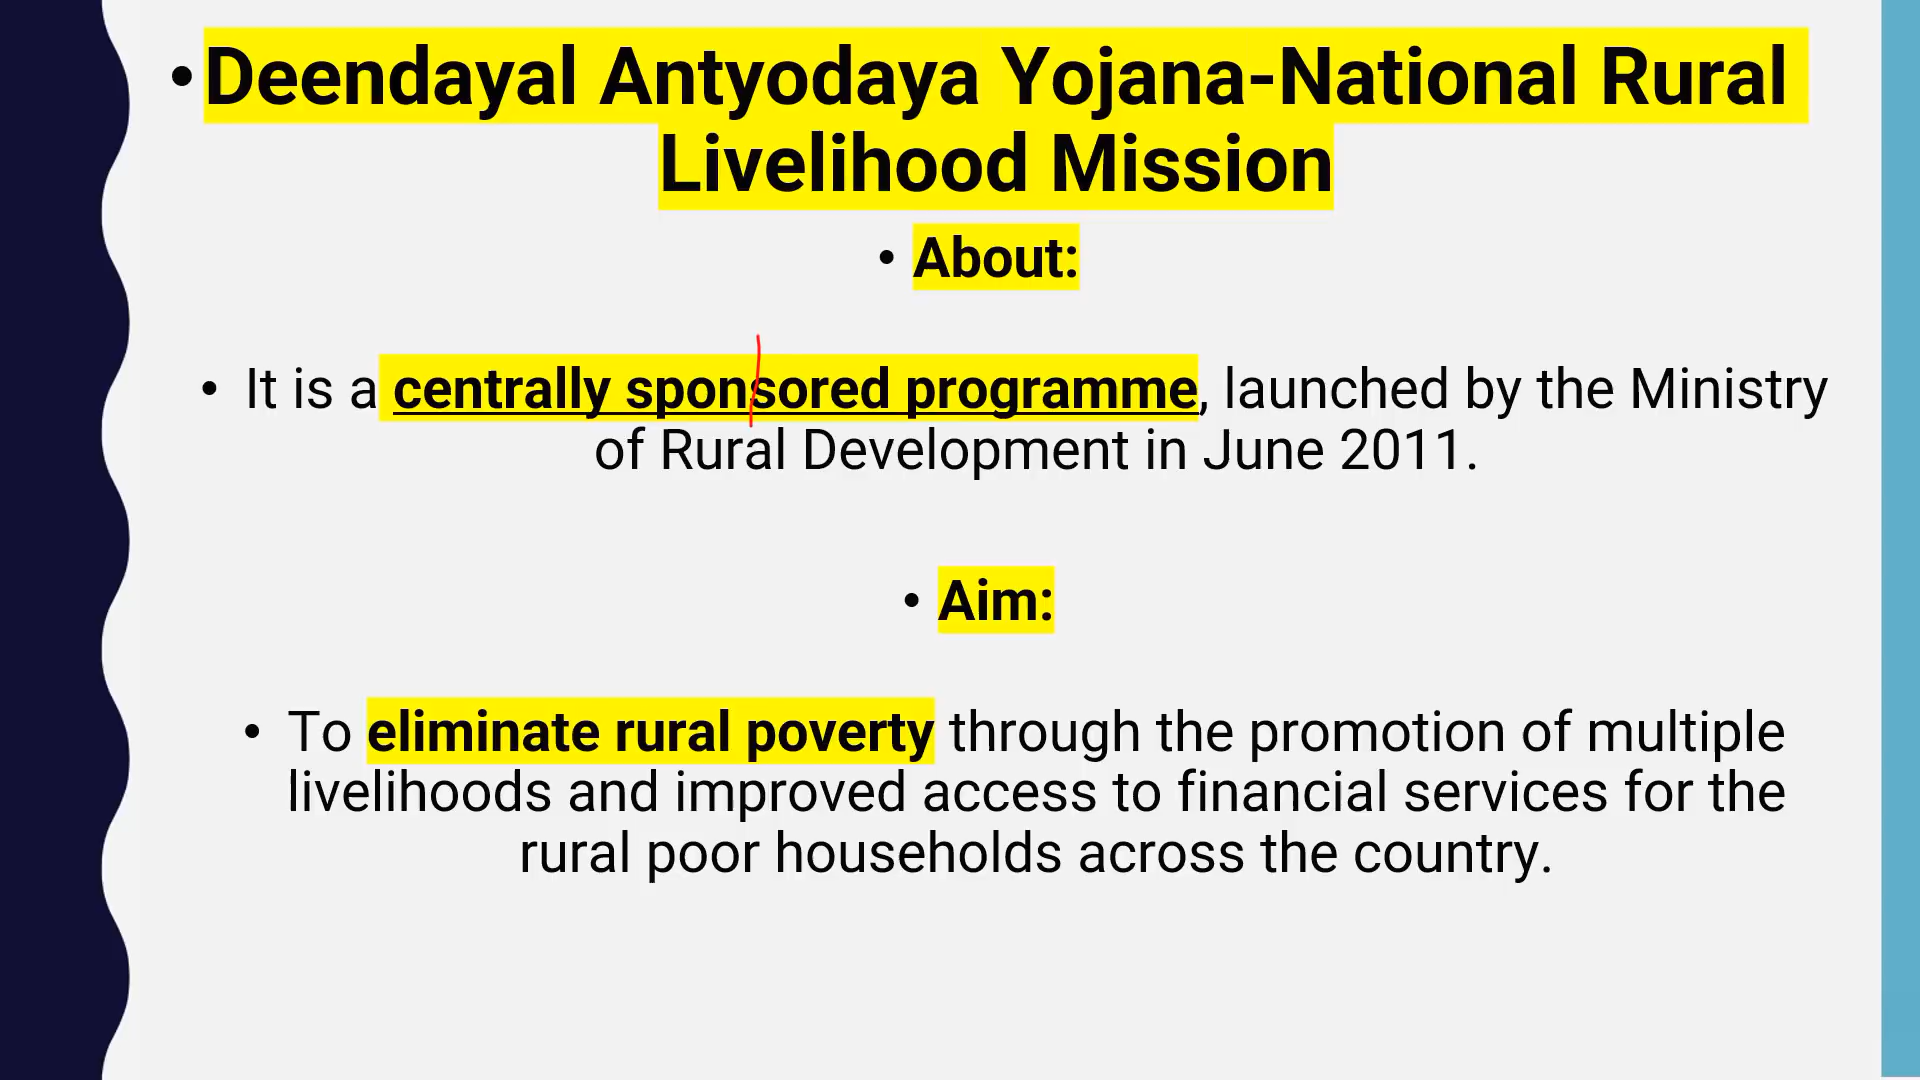 • Deendayal Antyodaya Yojana-National Rural
Livelihood Mission
• About:
• It is a centrally sponsored programme, launched by the Ministry
of Rural Development in June 2011.
• Aim:
• To eliminate rural poverty through the promotion of multiple
livelihoods and improved access to financial services for the
rural poor households across the country.